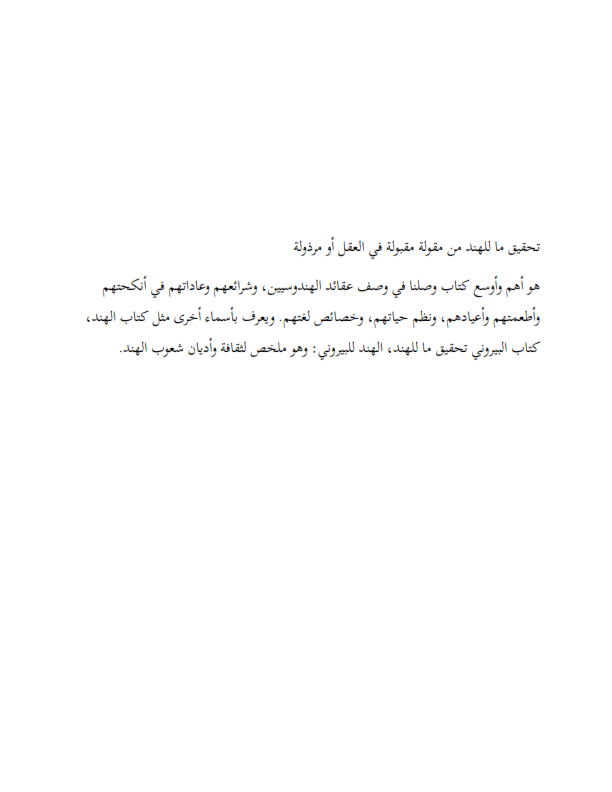 تحقيق ما للهند من مقولة مقبولة في العقل أو مرذولة
هو أهم وأوسع كتاب وصلنا في وصف عقائد الهندوسيين، وشرائعهم وعاداتهم في أنكحتهم
وأطعمتهم وأعيادهم، ونظم حياتهم، وخصائص لغتهم. ويعرف بأسماء أخرى مثل كتاب الهند،
كتاب البيروني تحقيق ما للهند، الهند للبيروني: وهو ملخص لثقافة وأديان شعوب الهند.